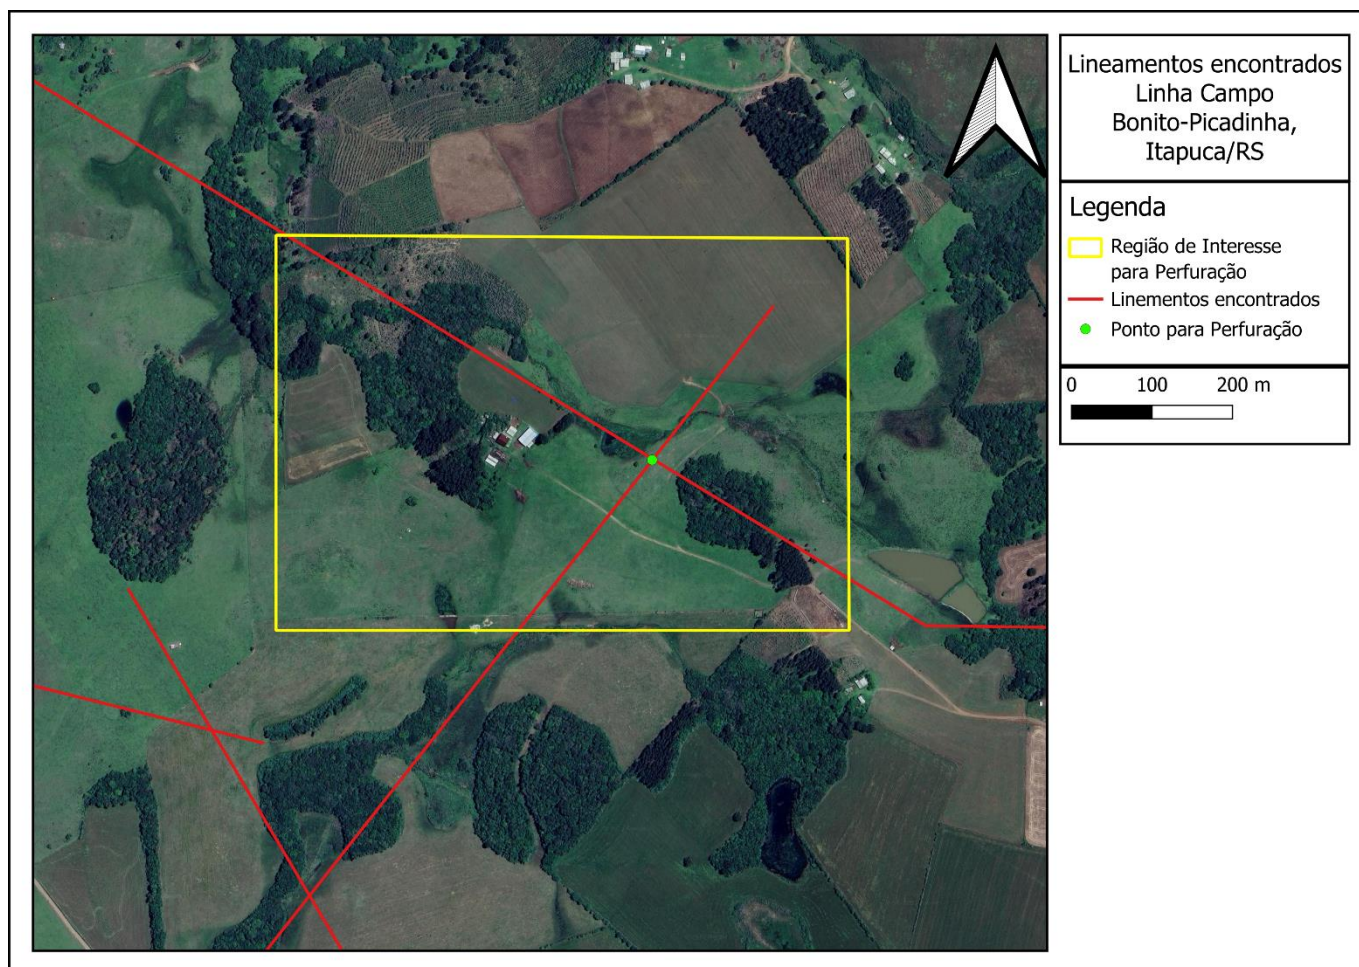 Lineamentos encontrados
Linha Campo
Bonito-Picadinha,
Itapuca/RS
Legenda
Região de Interesse
para Perfuração
Linementos encontrados
Ponto para Perfuração
0 100 200 m